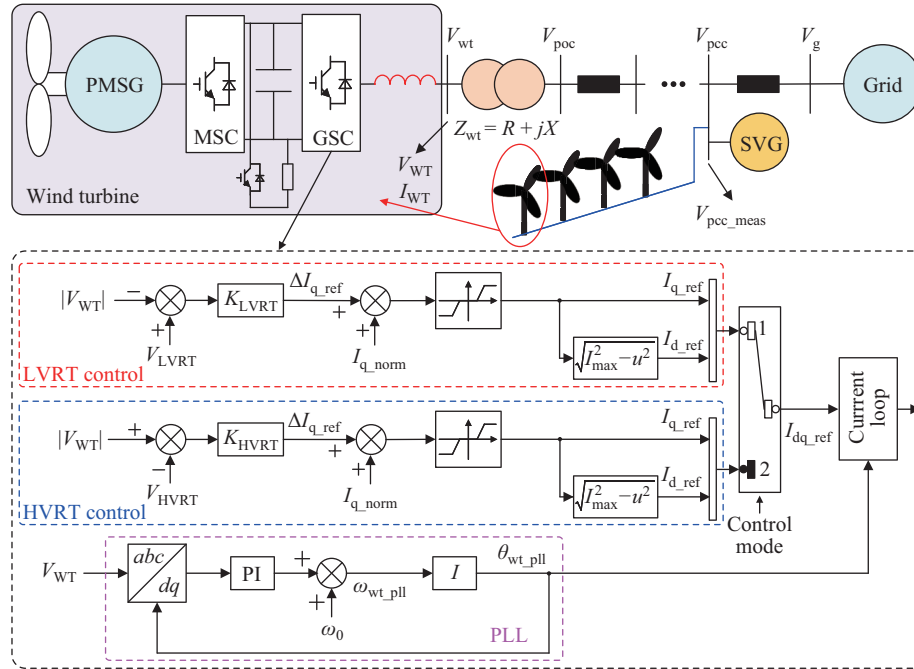 PMSG
MSC
GSC
Wind turbine
V_wt
Z_wt = R + jX
V_WT
I_WT
V_poc
V_pcc
V_g
Grid
SVG
V_pcc_meas
|V_WT|
−
+
V_LVRT
K_LVRT
ΔI_q_ref
+
+
I_q_norm
I_q_ref
√I²_max−u²
I_d_ref
LVRT control
1
|V_WT|
+
−
V_HVRT
K_HVRT
ΔI_q_ref
+
+
I_q_norm
I_q_ref
√I²_max−u²
I_d_ref
HVRT control
2
Control
mode
I_dq_ref
Currrent
loop
V_WT
abc
dq
PI
+
+
ω_0
ω_wt_pll
I
θ_wt_pll
PLL